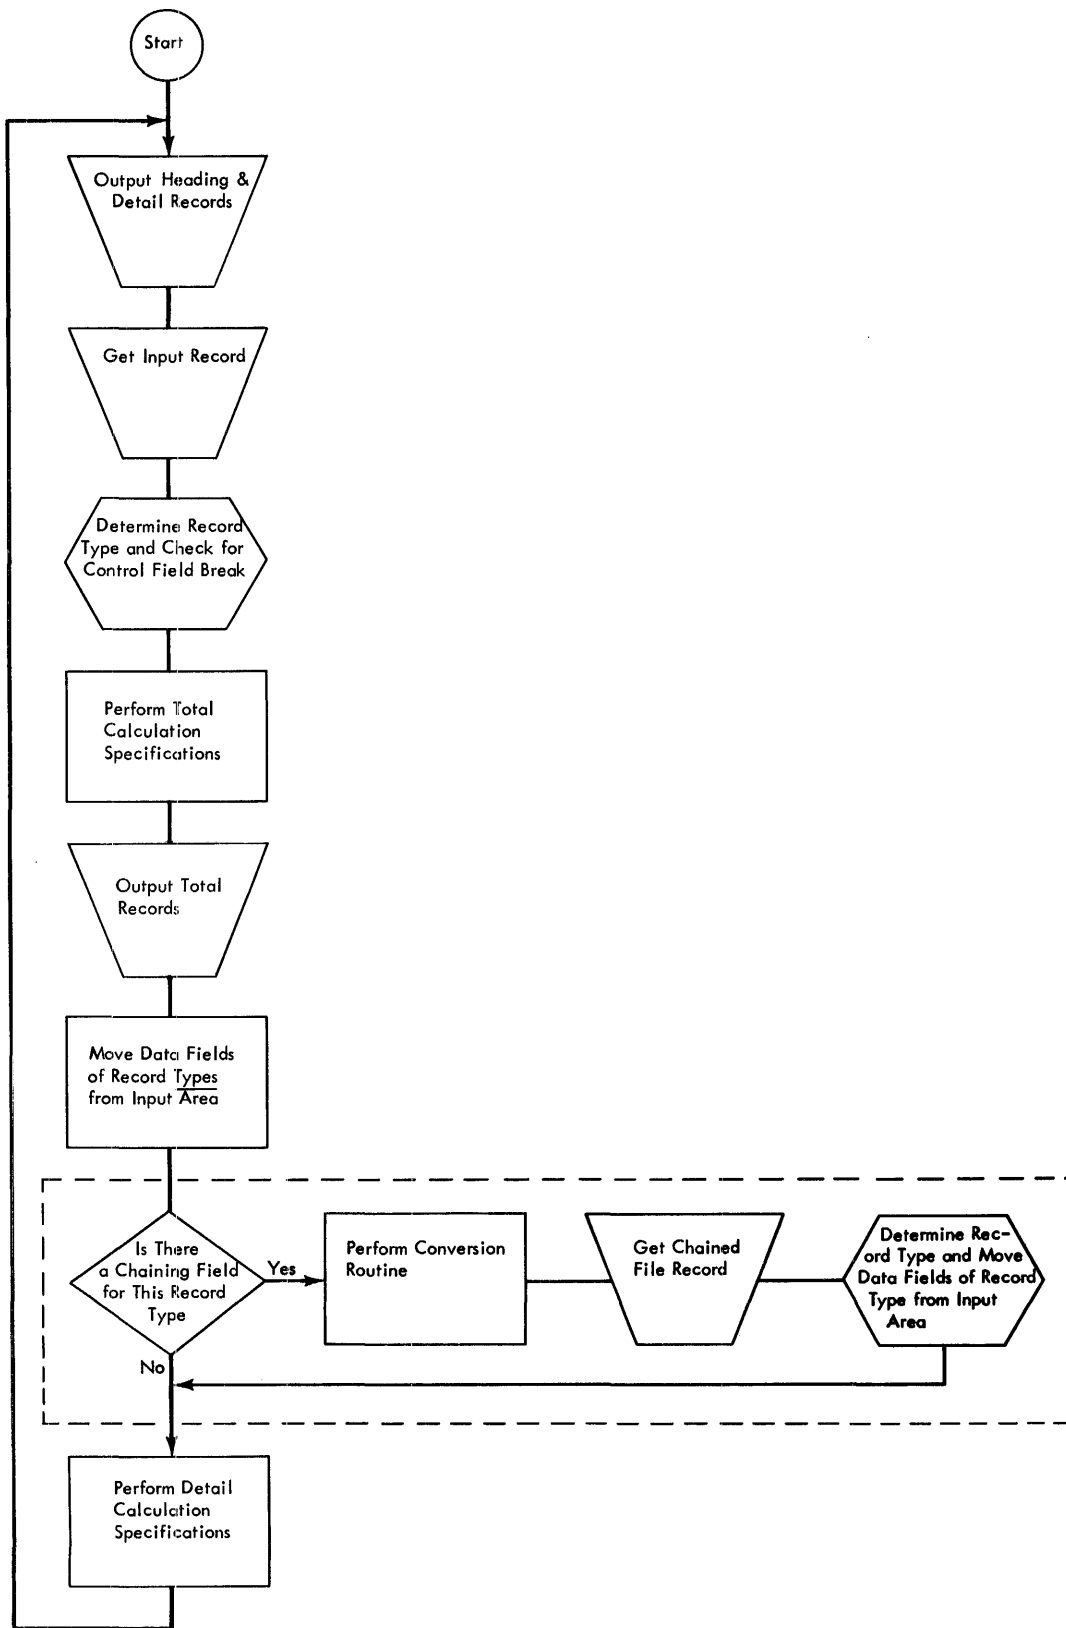 Start
Output Heading &
Detail Records
Get Input Record
Determine Record
Type and Check for
Control Field Break
Perform Total
Calculation
Specifications
Output Total
Records
Move Data Fields
of Record Types
from Input Area
Is There
a Chaining Field
for This Record
Type
Yes
No
Perform Conversion
Routine
Get Chained
File Record
Determine Rec-
ord Type and Move
Data Fields of Record
Type from Input
Area
Perform Detail
Calculation
Specifications